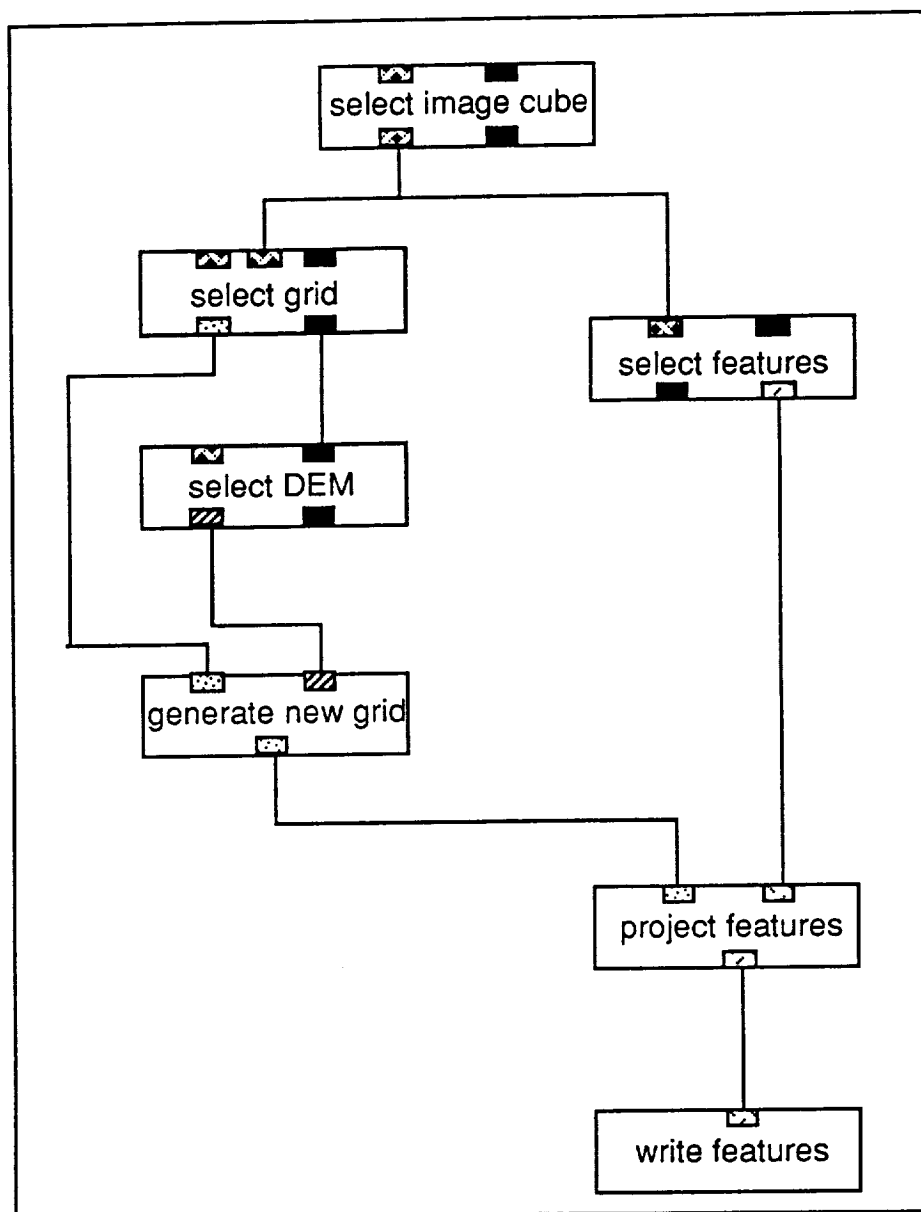 select image cube
select grid
select features
select DEM
generate new grid
project features
write features